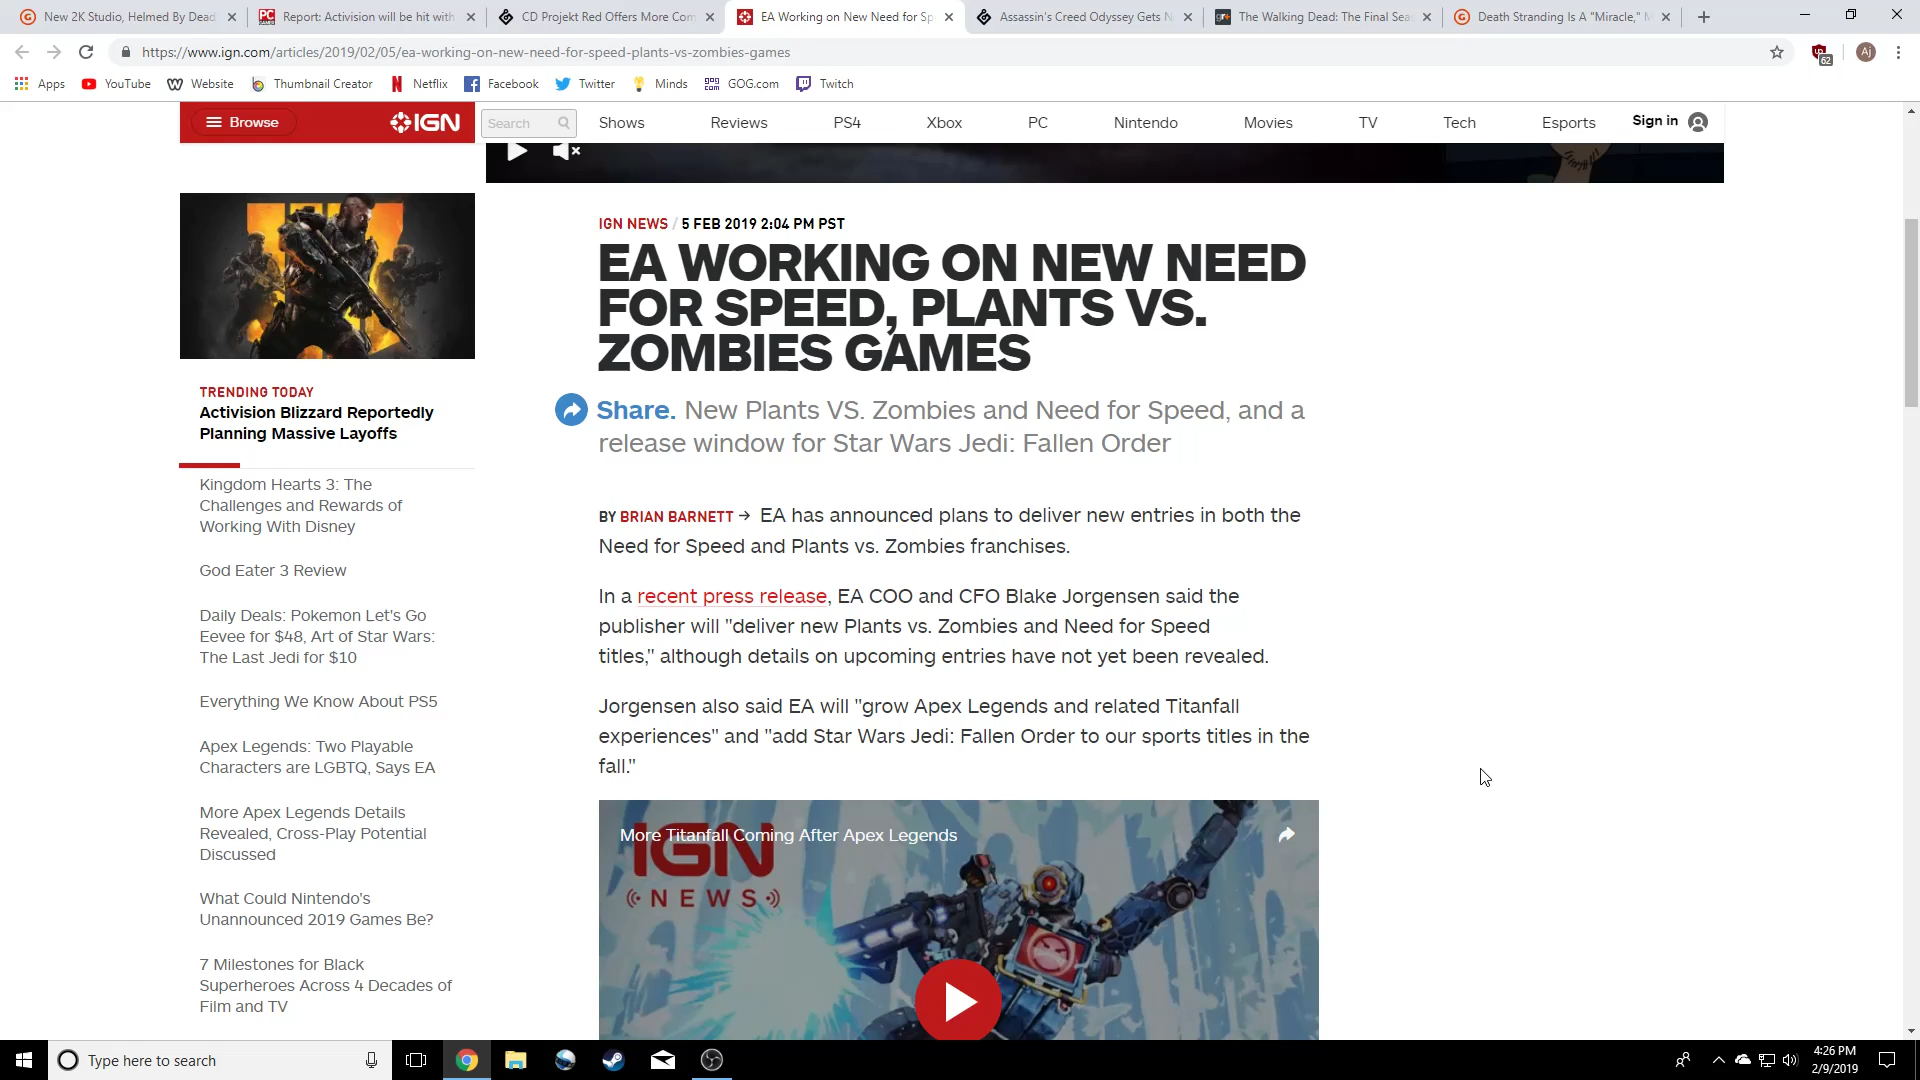 New 2K Studio, Helmed By Dead
Report: Activision will be hit with
CD Projekt Red Offers More Com
EA Working on New Need for Sp
Assassin's Creed Odyssey Gets N
The Walking Dead: The Final Sea
Death Stranding Is A "Miracle," M
https://www.ign.com/articles/2019/02/05/ea-working-on-new-need-for-speed-plants-vs-zombies-games
62
Aj
Apps
YouTube
Website
Thumbnail Creator
Netflix
Facebook
Twitter
Minds
GOG.com
Twitch
Browse
IGN
Search
Shows
Reviews
PS4
Xbox
PC
Nintendo
Movies
TV
Tech
Esports
Sign in
TRENDING TODAY
Activision Blizzard Reportedly
Planning Massive Layoffs
Kingdom Hearts 3: The
Challenges and Rewards of
Working With Disney
God Eater 3 Review
Daily Deals: Pokemon Let's Go
Eevee for $48, Art of Star Wars:
The Last Jedi for $10
Everything We Know About PS5
Apex Legends: Two Playable
Characters are LGBTQ, Says EA
More Apex Legends Details
Revealed, Cross-Play Potential
Discussed
What Could Nintendo's
Unannounced 2019 Games Be?
7 Milestones for Black
Superheroes Across 4 Decades of
Film and TV
IGN NEWS / 5 FEB 2019 2:04 PM PST
EA WORKING ON NEW NEED
FOR SPEED, PLANTS VS.
ZOMBIES GAMES
Share. New Plants VS. Zombies and Need for Speed, and a
release window for Star Wars Jedi: Fallen Order
BY BRIAN BARNETT → EA has announced plans to deliver new entries in both the
Need for Speed and Plants vs. Zombies franchises.
In a recent press release, EA COO and CFO Blake Jorgensen said the
publisher will "deliver new Plants vs. Zombies and Need for Speed
titles," although details on upcoming entries have not yet been revealed.
Jorgensen also said EA will "grow Apex Legends and related Titanfall
experiences" and "add Star Wars Jedi: Fallen Order to our sports titles in the
fall."
More Titanfall Coming After Apex Legends
IGN
NEWS
Type here to search
4:26 PM
2/9/2019